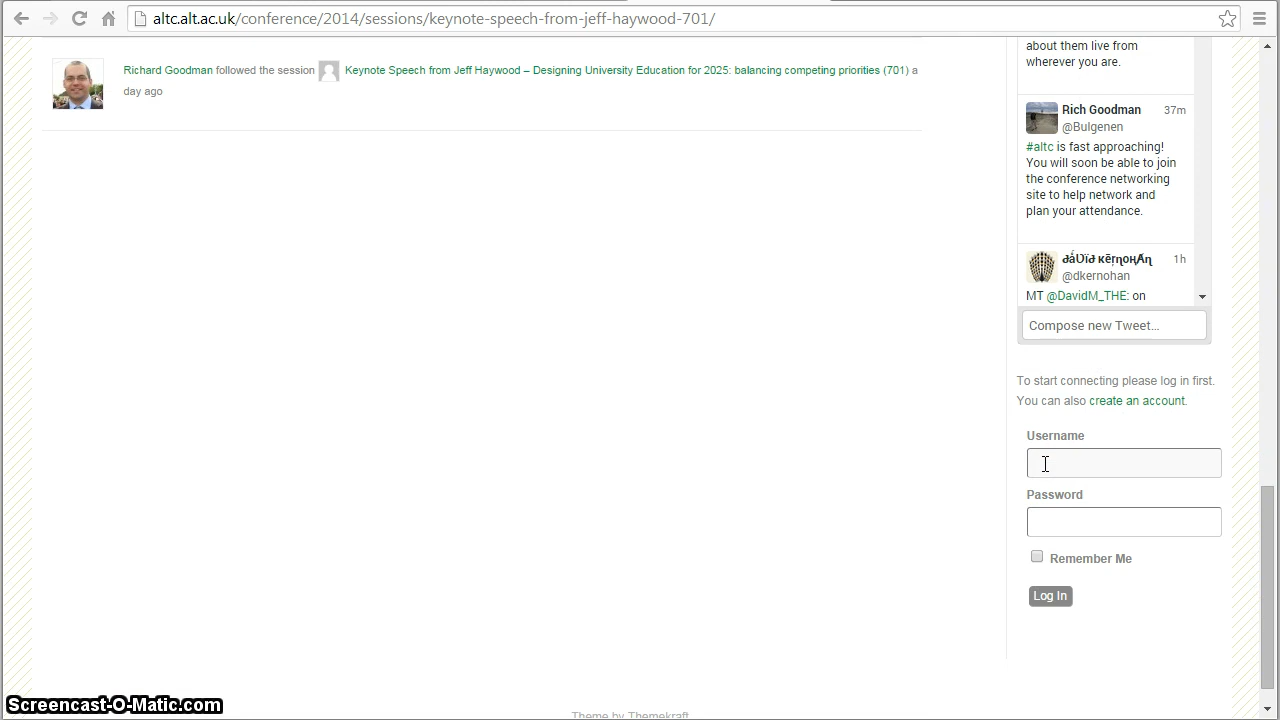 altc.alt.ac.uk/conference/2014/sessions/keynote-speech-from-jeff-haywood-701/
Richard Goodman followed the session Keynote Speech from Jeff Haywood – Designing University Education for 2025: balancing competing priorities (701) a
day ago
about them live from
wherever you are.
Rich Goodman 37m
@Bulgenen
#altc is fast approaching!
You will soon be able to join
the conference networking
site to help network and
plan your attendance.
1h
@dkernohan
MT @DavidM_THE: on
Compose new Tweet...
To start connecting please log in first.
You can also create an account.
Username
Password
Remember Me
Log In
Theme by Themekraft
Screencast-O-Matic.com